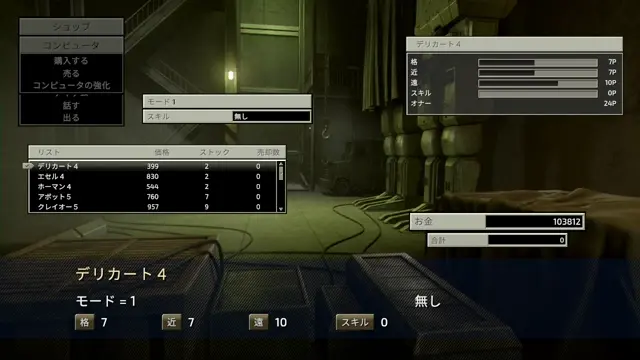 ショップ
コンピュータ
購入する
売る
コンピュータの強化
話す
出る
モード 1
スキル 無し
デリカート 4
格 7P
近 7P
遠 10P
スキル 0P
オナー 24P
リスト 価格 ストック 売却数
デリカート 4 399 2 0
エセル 4 830 2 0
ホーマン 4 544 2 0
アボット 5 760 7 0
クレイオー 5 957 9 0
お金 103812
合計 0
デリカート 4
モード = 1 無し
格 7 近 7 遠 10 スキル 0